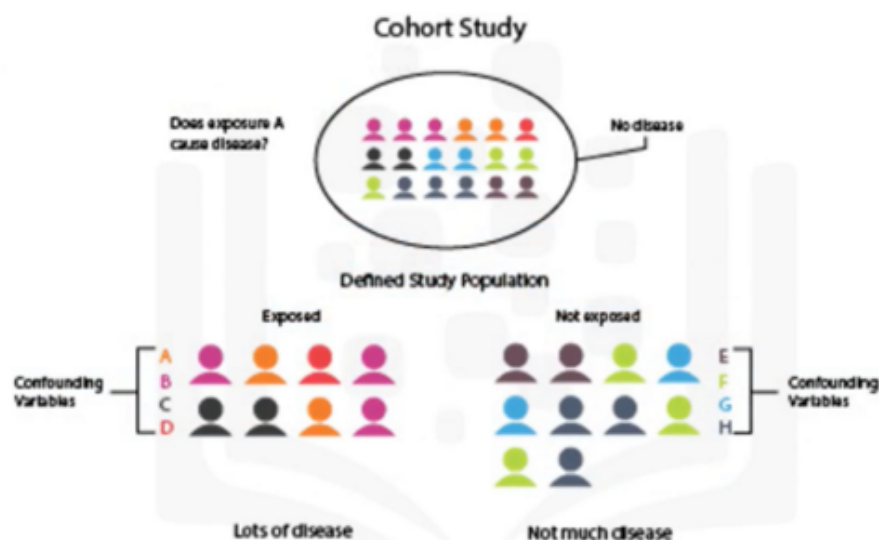 Cohort Study
Does exposure A
cause disease?
No disease
Defined Study Population
Exposed
Not exposed
Confounding
Variables
A
B
C
D
E
F
G
H
Confounding
Variables
Lots of disease
Not much disease